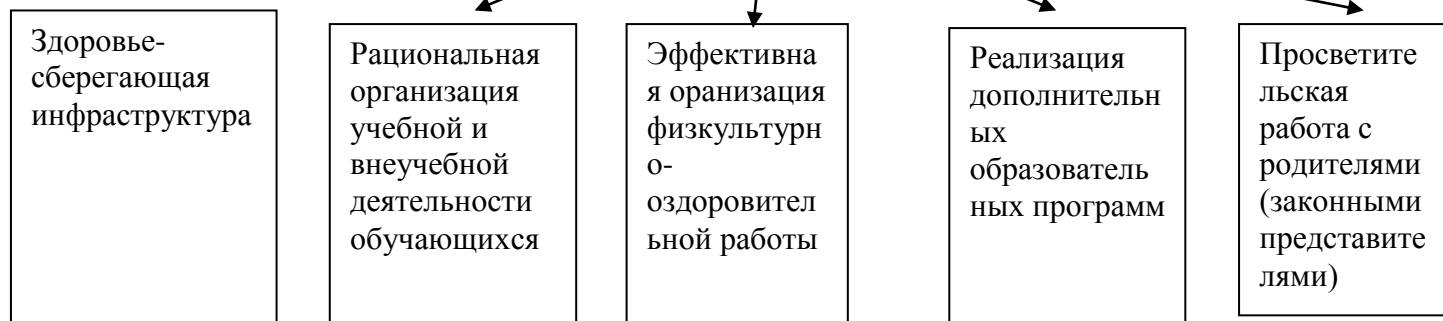 Здоровье-
сберегающая
инфраструктура
Рациональная
организация
учебной и
внеучебной
деятельности
обучающихся
Эффективна
я оранизация
физкультурн
о-
оздоровител
ьной работы
Реализация
дополнительн
ых
образователь
ных программ
Просветите
льская
работа с
родителями
(законными
представите
лями)